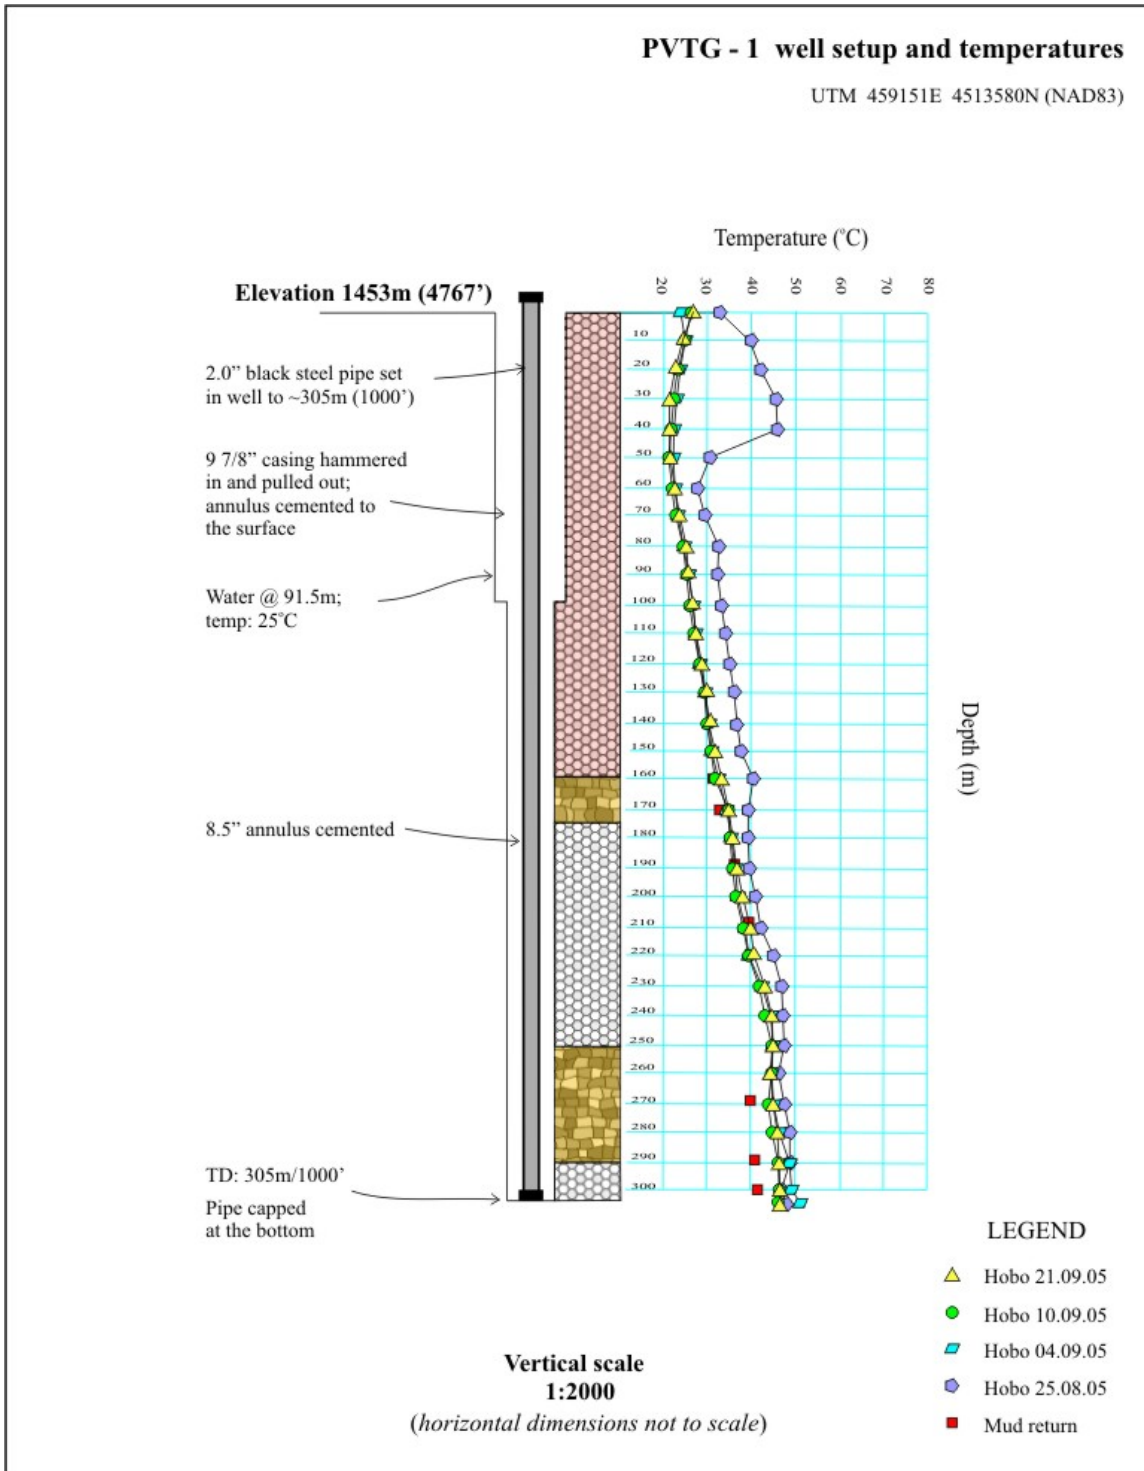 PVTG - 1 well setup and temperatures
UTM 459151E 4513580N (NAD83)
Temperature (°C)
Elevation 1453m (4767’)
20 30 40 50 60 70 80
2.0” black steel pipe set
in well to ~305m (1000’)
9 7/8” casing hammered
in and pulled out;
annulus cemented to
the surface
Water @ 91.5m;
temp: 25°C
8.5” annulus cemented
TD: 305m/1000’
Pipe capped
at the bottom
10
20
30
40
50
60
70
80
90
100
110
120
130
140
150
160
170
180
190
200
210
220
230
240
250
260
270
280
290
300
Depth (m)
LEGEND
Hobo 21.09.05
Hobo 10.09.05
Hobo 04.09.05
Hobo 25.08.05
Mud return
Vertical scale
1:2000
(horizontal dimensions not to scale)